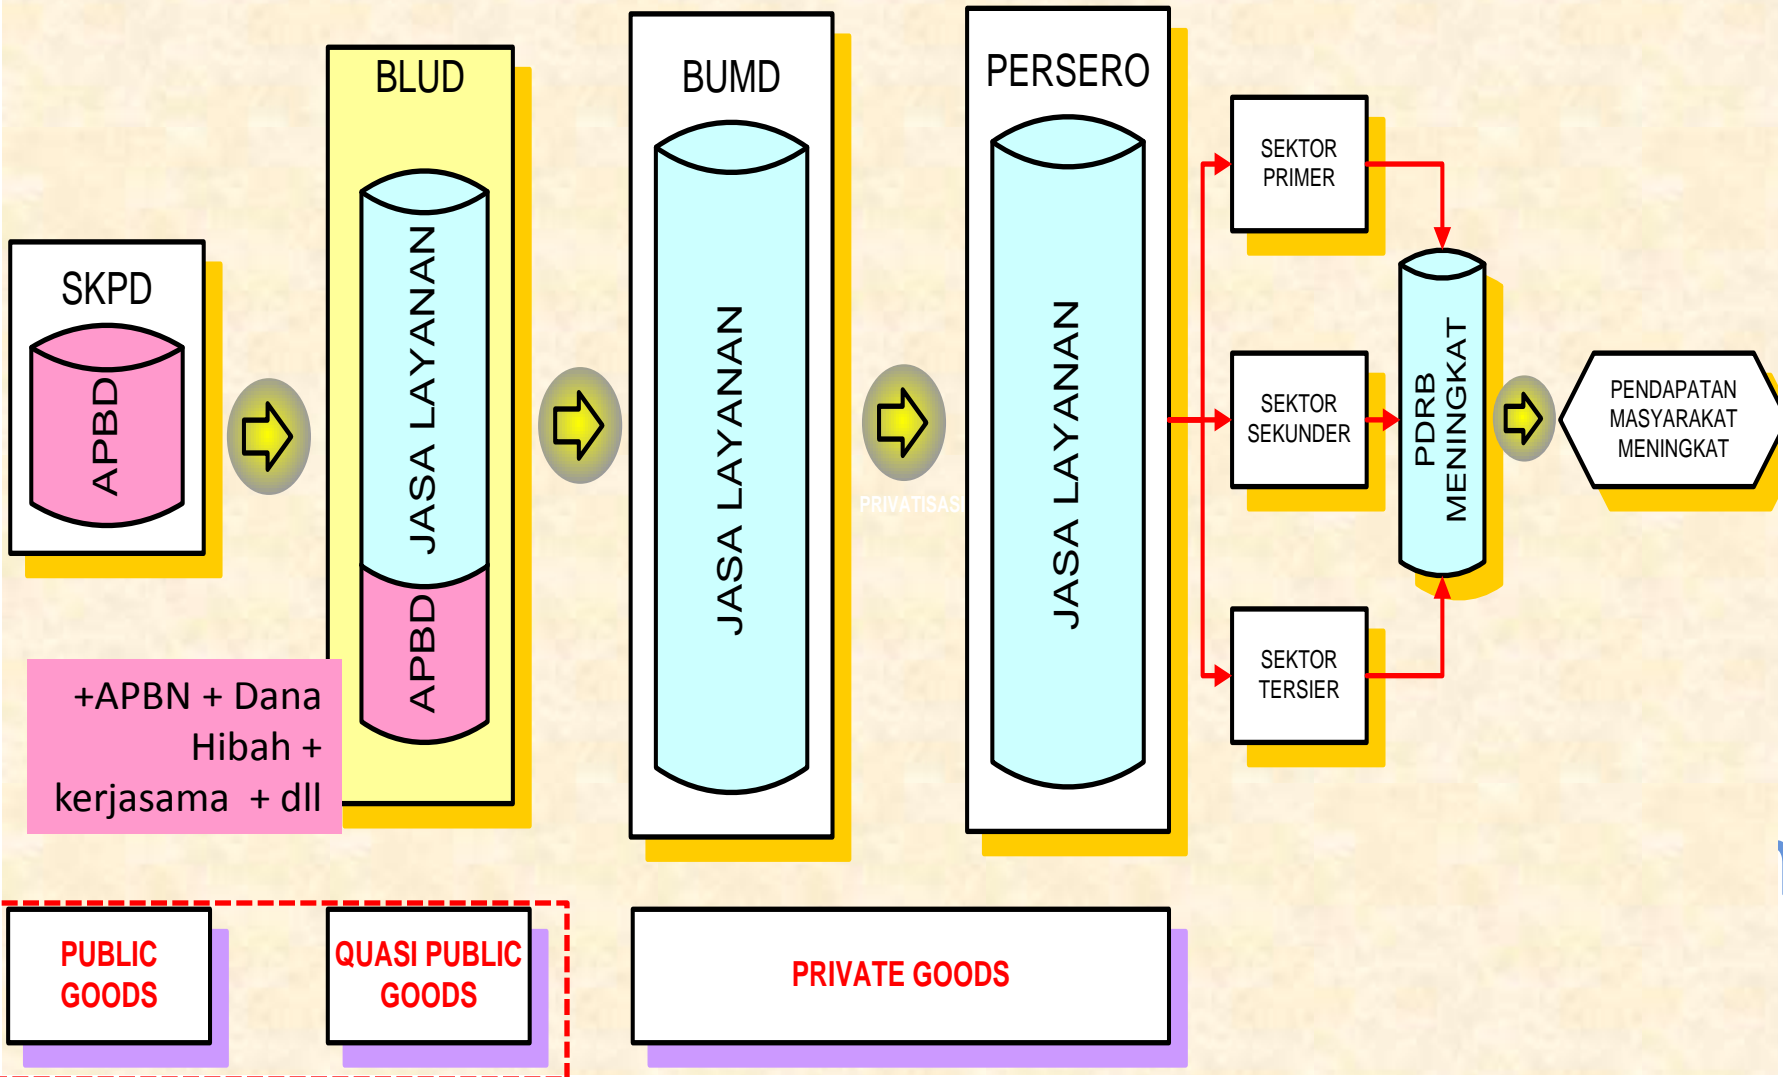 SKPD
APBD
BLUD
JASA LAYANAN
APBD
+APBN + Dana
Hibah +
kerjasama + dll
BUMD
JASA LAYANAN
PRIVATISASI
PERSERO
JASA LAYANAN
SEKTOR
PRIMER
SEKTOR
SEKUNDER
SEKTOR
TERSIER
PDRB
MENINGKAT
PENDAPATAN
MASYARAKAT
MENINGKAT
PUBLIC
GOODS
QUASI PUBLIC
GOODS
PRIVATE GOODS